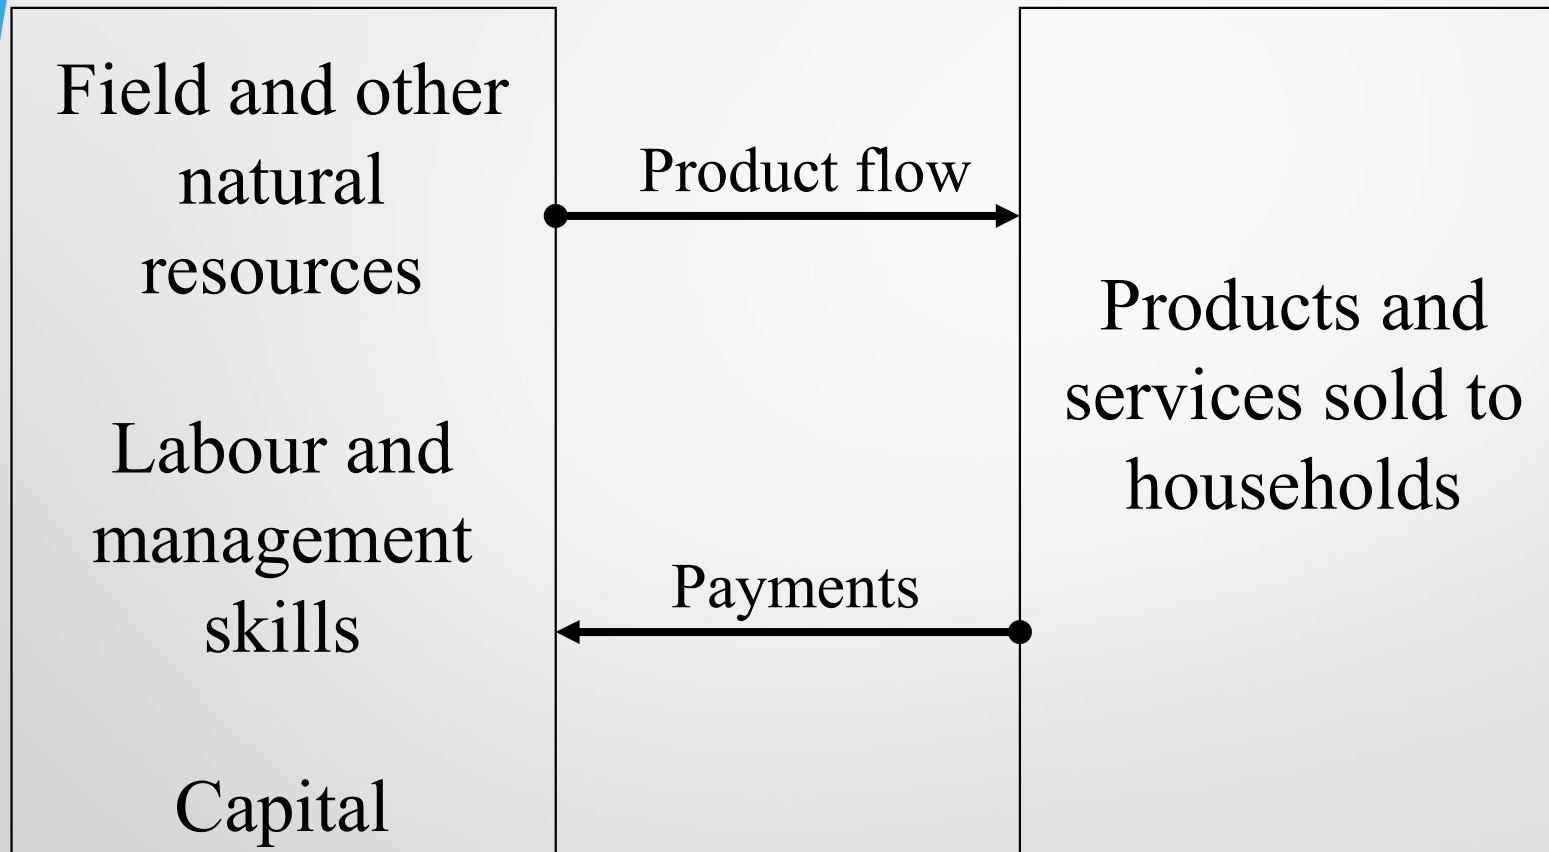 Field and other
natural
resources
Labour and
management
skills
Capital
Product flow
Payments
Products and
services sold to
households